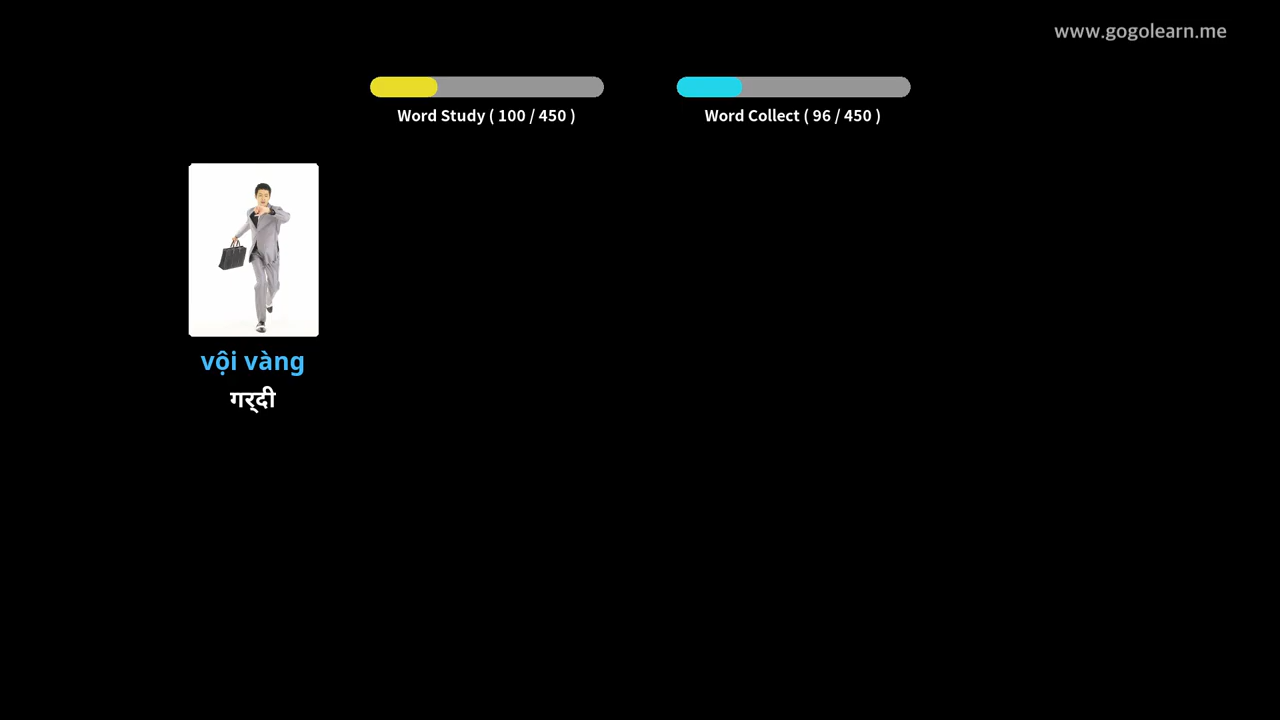 www.gogolearn.me
Word Study ( 100 / 450 )
Word Collect ( 96 / 450 )
vội vàng
गर्‍दी